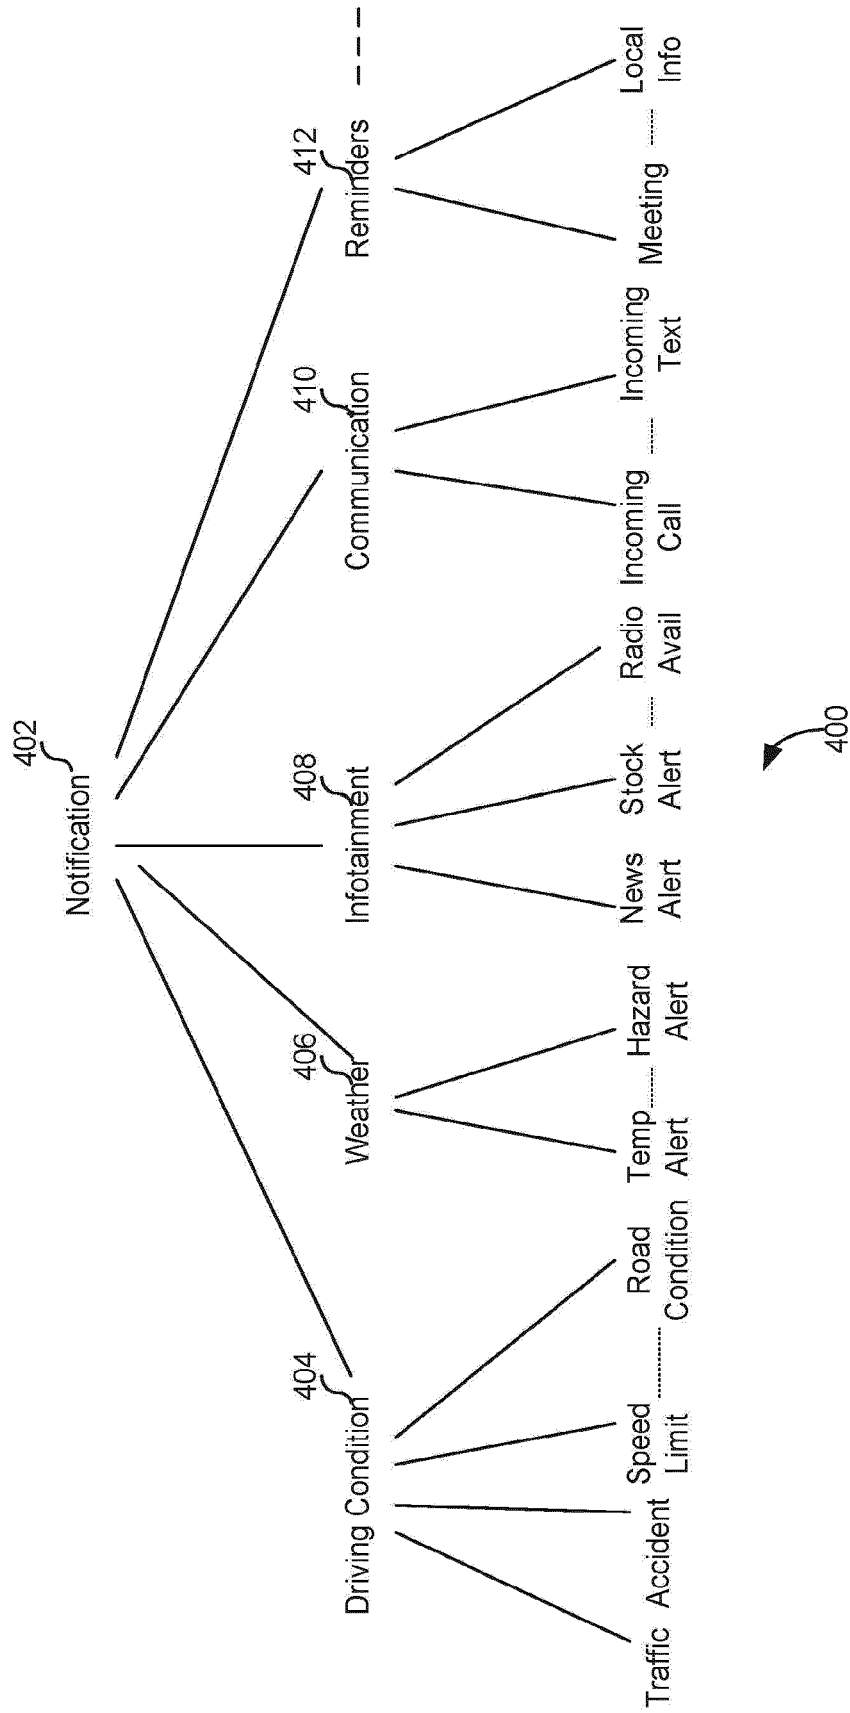 402
Notification
404
406
408
410
412
Driving Condition
Weather
Infotainment
Communication
Reminders
Traffic
Accident
Speed
Limit
Road
Condition
Temp
Alert
Hazard
Alert
News
Alert
Stock
Alert
Radio
Avail
Incoming
Call
Incoming
Text
Meeting
Local
Info
400